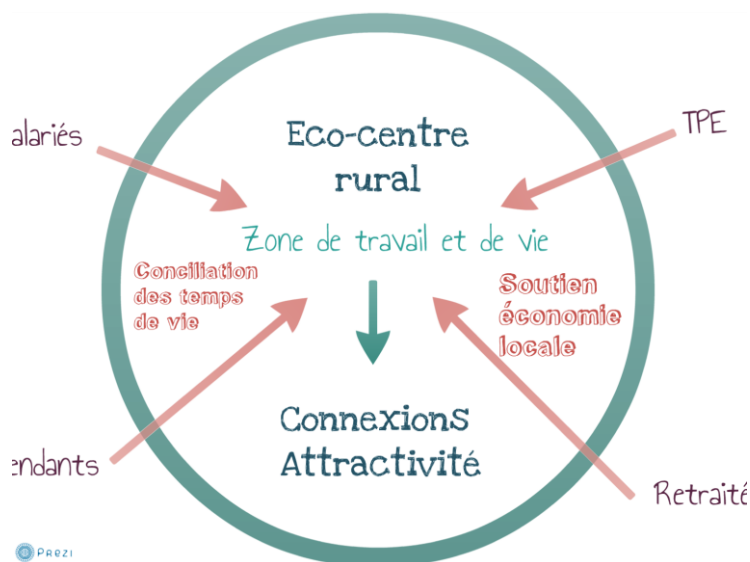 alariés
TPE
Eco-centre
rural
Zone de travail et de vie
Conciliation
des temps
de vie
Soutien
économie
locale
Connexions
Attractivité
endants
Retraité
Prezi